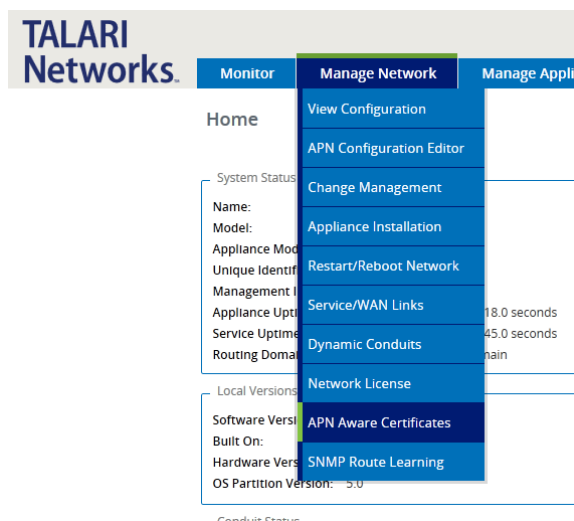 TALARI
Networks.
Monitor Manage Network Manage Appli
Home
View Configuration
APN Configuration Editor
System Status
Change Management
Name:
Model:
Appliance Installation
Appliance Mod
Unique Identif
Restart/Reboot Network
Management I
Service/WAN Links
Appliance Upti 18.0 seconds
Service Uptime 45.0 seconds
Dynamic Conduits
Routing Domai main
Network License
Local Versions
Software Versi
APN Aware Certificates
Built On:
Hardware Vers
SNMP Route Learning
OS Partition Version: 5.0
Conduit Status